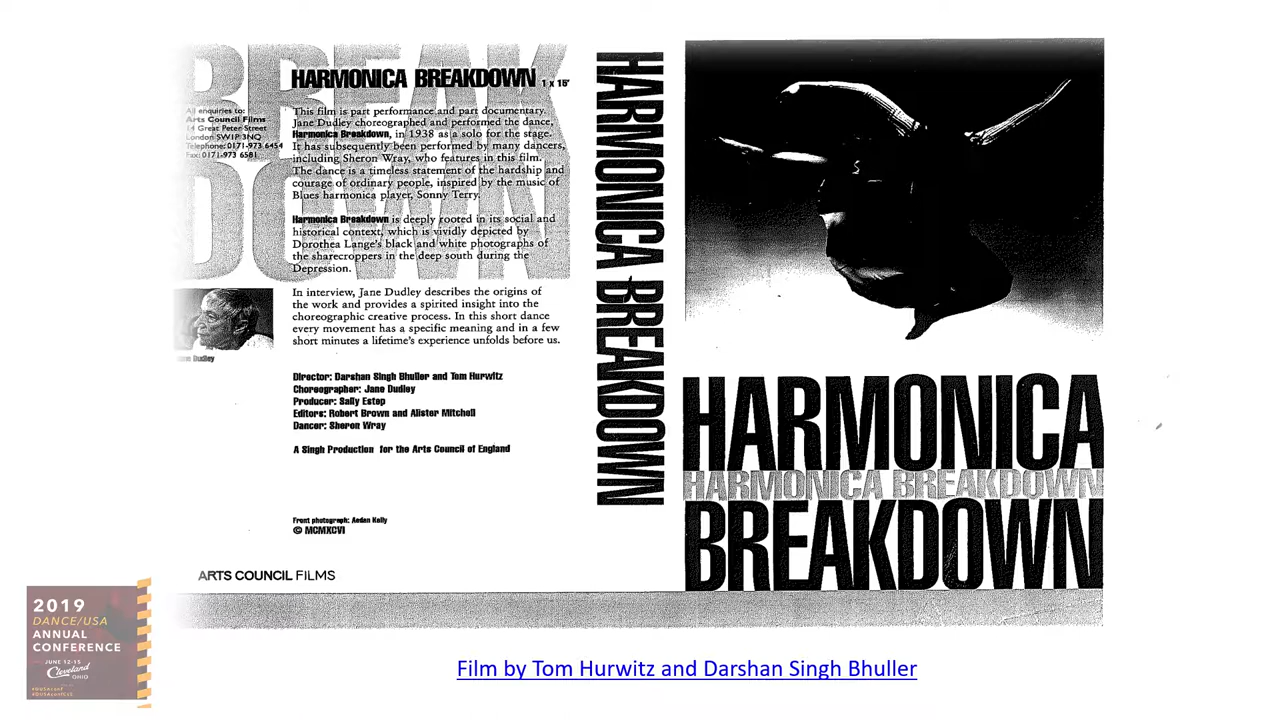 BREAK
DOWN
HARMONICA BREAKDOWN 1 x 15'
All enquiries to:
Arts Council Films
14 Great Peter Street
London SW1P 3NQ
Telephone: 0171-973 6454
Fax: 0171-973 6581
This film is part performance and part documentary.
Jane Dudley choreographed and performed the dance,
Harmonica Breakdown, in 1938 as a solo for the stage.
It has subsequently been performed by many dancers,
including Sheron Wray, who features in this film.
The dance is a timeless statement of the hardship and
courage of ordinary people, inspired by the music of
Blues harmonica player, Sonny Terry.
Harmonica Breakdown is deeply rooted in its social and
historical context, which is vividly depicted by
Dorothea Lange's black and white photographs of
the sharecroppers in the deep south during the
Depression.
In interview, Jane Dudley describes the origins of
the work and provides a spirited insight into the
choreographic creative process. In this short dance
every movement has a specific meaning and in a few
short minutes a lifetime's experience unfolds before us.
Dudley
Director: Darshan Singh Bhuller and Tom Hurwitz
Choreographer: Jane Dudley
Producer: Sally Estep
Editors: Robert Brown and Alister Mitchell
Dancer: Sheron Wray
A Singh Production for the Arts Council of England
Front photograph: Aedan Kelly
© MCMXCVI
ARTS COUNCIL FILMS
HARMONICA BREAKDOWN
HARMONICA
HARMONICA BREAKDOWN
BREAKDOWN
2019
DANCE/USA
ANNUAL
CONFERENCE
JUNE 12-15
Cleveland
OHIO
Film by Tom Hurwitz and Darshan Singh Bhuller